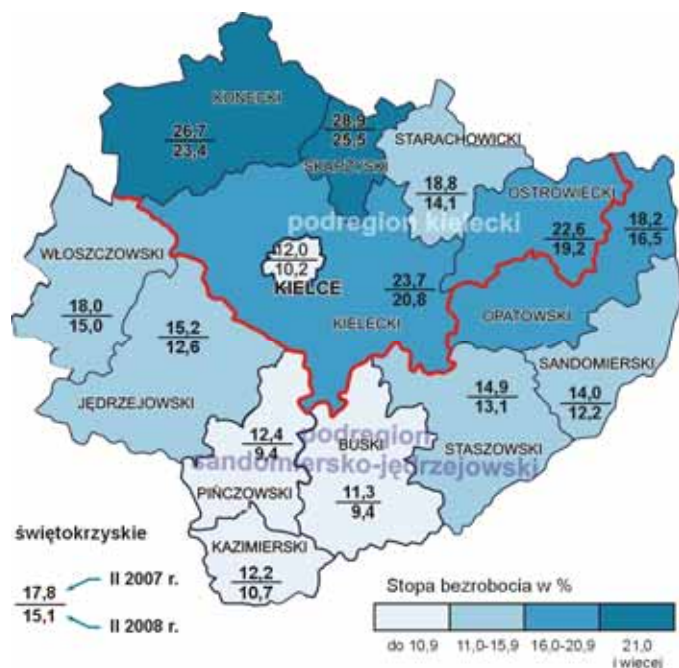 KONECKI
26,7
23,4
28,9
25,5
SKARŻYSKI
STARACHOWICKI
18,8
14,1
OSTROWIECKI
22,6
19,2
18,2
16,5
podregion kielecki
WŁOSZCZOWSKI
18,0
15,0
12,0
10,2
KIELCE
23,7
20,8
KIELECKI
OPATOWSKI
15,2
12,6
JĘDRZEJOWSKI
SANDOMIERSKI
14,0
12,2
14,9
13,1
STASZOWSKI
12,4
9,4
PIŃCZOWSKI
BUSKI
11,3
9,4
podregion
sandomiersko-jędrzejowski
KAZIMIERSKI
12,2
10,7
świętokrzyskie
17,8
II 2007 r.
15,1
II 2008 r.
Stopa bezrobocia w %
do 10,9
11,0-15,9
16,0-20,9
21,0
i więcej